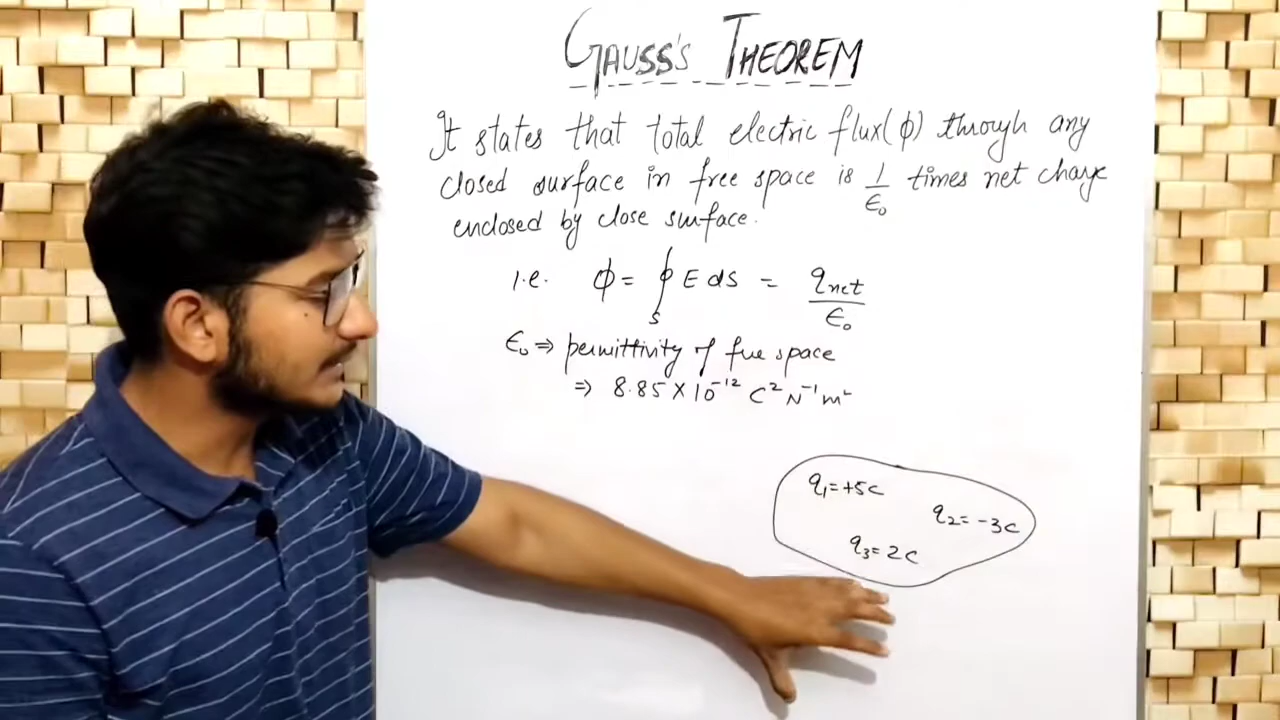 GAUSS'S THEOREM
It states that total electric flux(ϕ) through any
closed surface in free space is 1/ϵ₀ times net charge
enclosed by close surface.
i.e. ϕ = ∮ₛ E ds = qnet/ϵ₀
ϵ₀ ⇒ permittivity of free space
⇒ 8.85 × 10⁻¹² C² N⁻¹ m²
q₁ = +5C
q₂ = -3C
q₃ = 2C